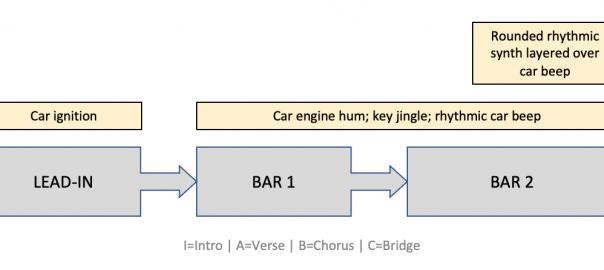 Rounded rhythmic
synth layered over
car beep
Car ignition
Car engine hum; key jingle; rhythmic car beep
LEAD-IN
BAR 1
BAR 2
I=Intro | A=Verse | B=Chorus | C=Bridge